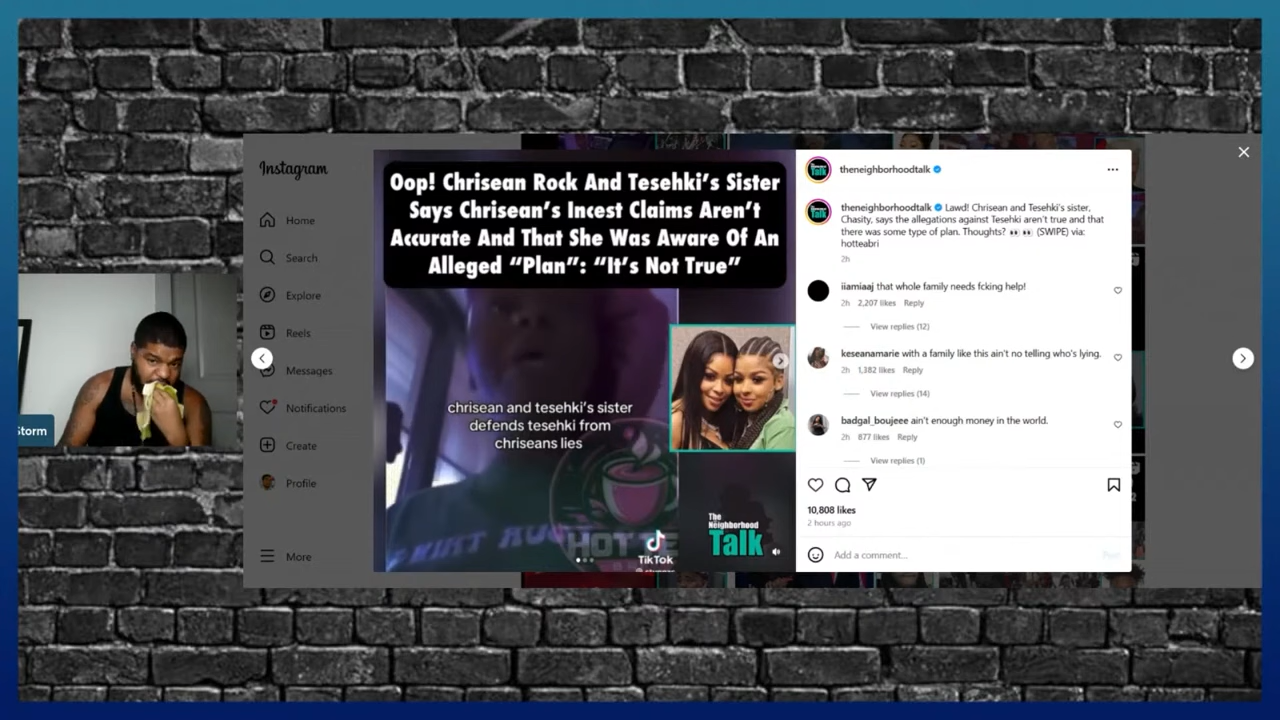 Instagram
Home
Search
Explore
Reels
Messages
Notifications
Create
Profile
More
Storm
Oop! Chrisean Rock And Tesehki's Sister
Says Chrisean's Incest Claims Aren't
Accurate And That She Was Aware Of An
Alleged “Plan”: “It's Not True”
chrisean and tesehki's sister
defends tesehki from
chriseans lies
HOTTE
TikTok
The
Neighborhood
Talk
theneighborhoodtalk
theneighborhoodtalk Lawd! Chrisean and Tesehki's sister,
Chasity, says the allegations against Tesehki aren't true and that
there was some type of plan. Thoughts? 👀 👀 (SWIPE) via:
hotteabri
2h
iiamiaaj that whole family needs fcking help!
2h 2,207 likes Reply
View replies (12)
keseanamarie with a family like this ain't no telling who's lying.
2h 1,382 likes Reply
View replies (14)
badgal_boujeee ain't enough money in the world.
2h 877 likes Reply
View replies (1)
10,808 likes
2 hours ago
Add a comment...